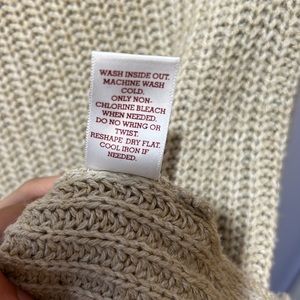 WASH INSIDE OUT.
MACHINE WASH
COLD.
ONLY NON-
CHLORINE BLEACH
WHEN NEEDED.
DO NO WRING OR
TWIST.
RESHAPE DRY FLAT.
COOL IRON IF
NEEDED.